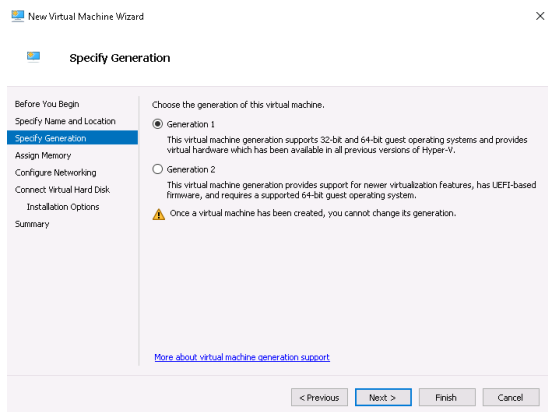 New Virtual Machine Wizard
Specify Generation
Before You Begin
Specify Name and Location
Specify Generation
Assign Memory
Configure Networking
Connect Virtual Hard Disk
Installation Options
Summary
Choose the generation of this virtual machine.
Generation 1
This virtual machine generation supports 32-bit and 64-bit guest operating systems and provides
virtual hardware which has been available in all previous versions of Hyper-V.
Generation 2
This virtual machine generation provides support for newer virtualization features, has UEFI-based
firmware, and requires a supported 64-bit guest operating system.
Once a virtual machine has been created, you cannot change its generation.
More about virtual machine generation support
< Previous
Next >
Finish
Cancel